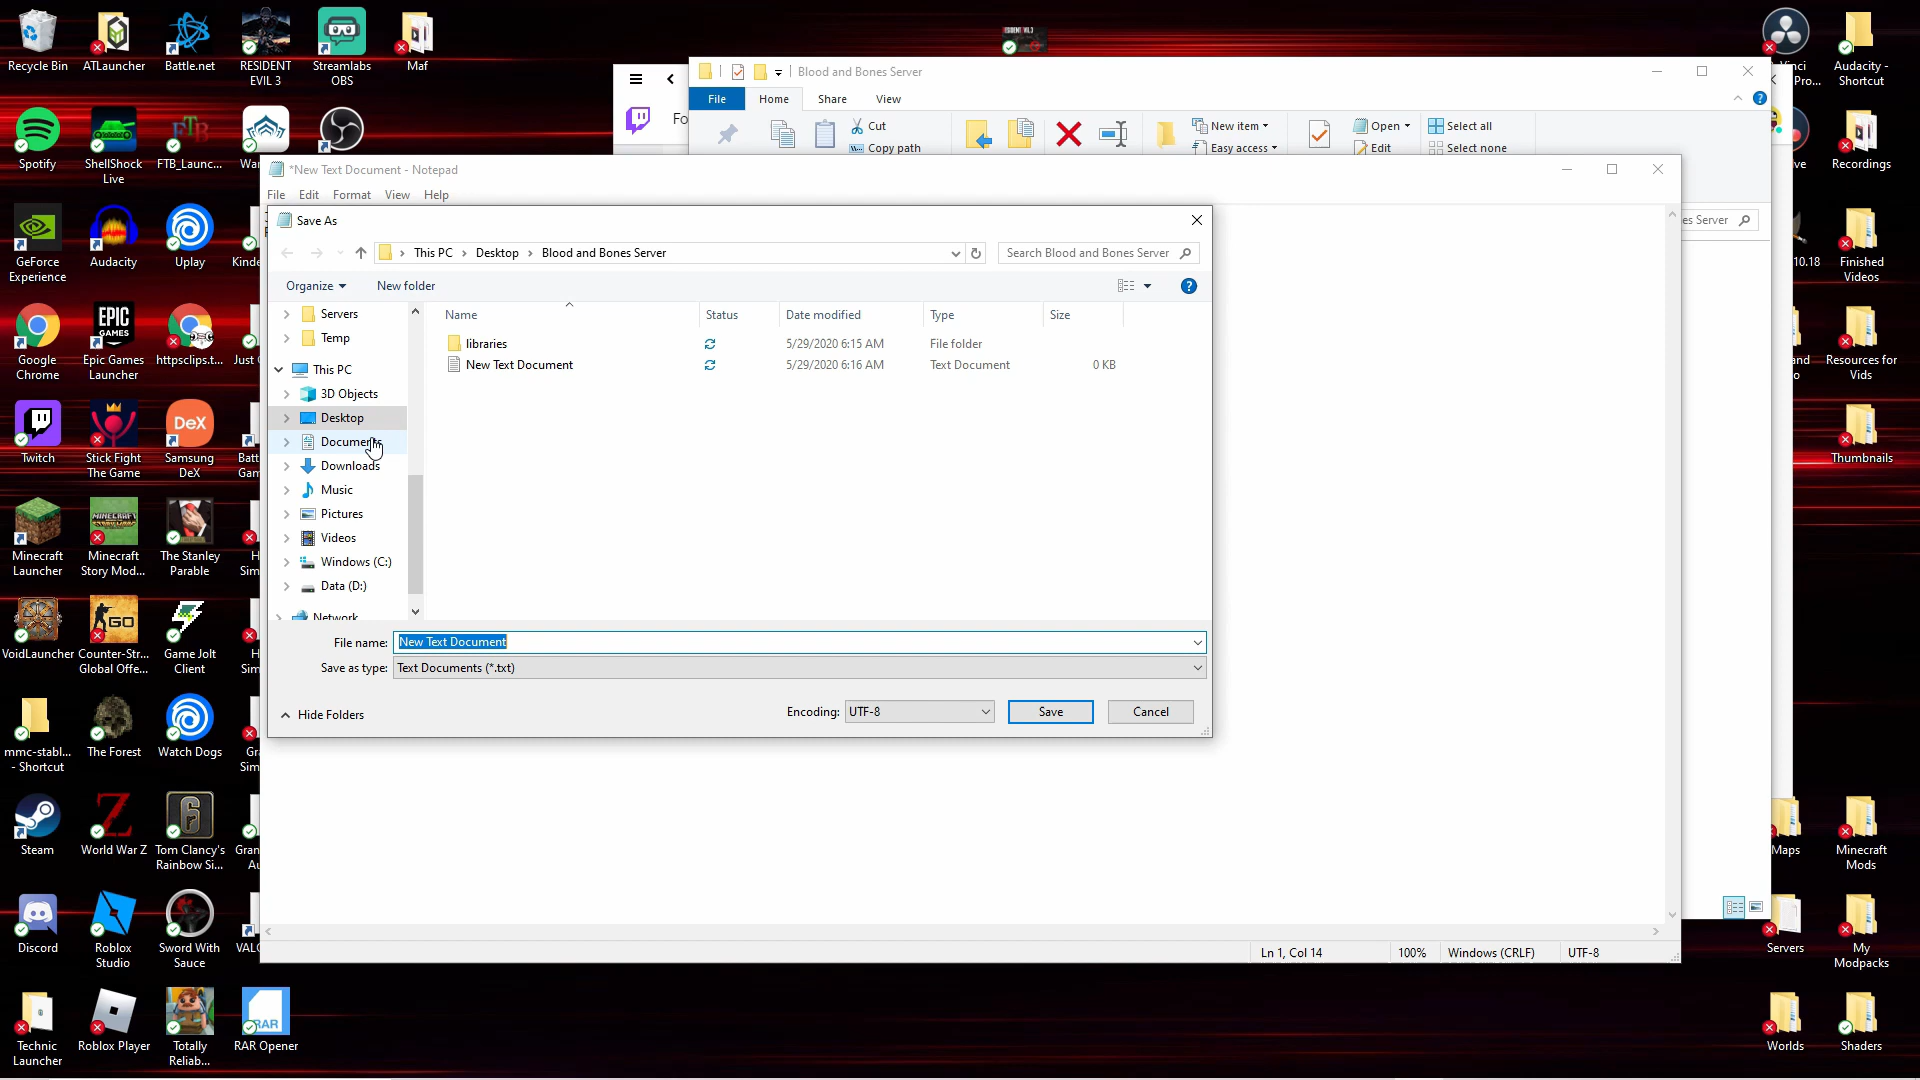 Recycle Bin
ATLauncher
Battle.net
RESIDENT
EVIL 3
Streamlabs
OBS
Maf
Spotify
ShellShock
Live
FTB_Launc...
GeForce
Experience
Audacity
Uplay
Google
Chrome
Epic Games
Launcher
httpsclips.t...
Twitch
Stick Fight
The Game
Samsung
DeX
Minecraft
Launcher
Minecraft
Story Mod...
The Stanley
Parable
VoidLauncher
Counter-Str...
Global Offe...
Game Jolt
Client
mmc-stabl...
- Shortcut
The Forest
Watch Dogs
Steam
World War Z
Tom Clancy's
Rainbow Si...
Discord
Roblox
Studio
Sword With
Sauce
Technic
Launcher
Roblox Player
Totally
Reliab...
RAR Opener
Blood and Bones Server
File
Home
Share
View
Cut
Copy path
New item
Easy access
Open
Edit
Select all
Select none
*New Text Document - Notepad
File
Edit
Format
View
Help
Save As
This PC
Desktop
Blood and Bones Server
Search Blood and Bones Server
Organize
New folder
Servers
Temp
This PC
3D Objects
Desktop
Documents
Downloads
Music
Pictures
Videos
Windows (C:)
Data (D:)
Network
Name
Status
Date modified
Type
Size
libraries
5/29/2020 6:15 AM
File folder
New Text Document
5/29/2020 6:16 AM
Text Document
0 KB
File name:
New Text Document
Save as type:
Text Documents (*.txt)
Hide Folders
Encoding:
UTF-8
Save
Cancel
Ln 1, Col 14
100%
Windows (CRLF)
UTF-8
Audacity -
Shortcut
Recordings
Finished
Videos
Resources for
Vids
Thumbnails
Maps
Minecraft
Mods
Servers
My
Modpacks
Worlds
Shaders